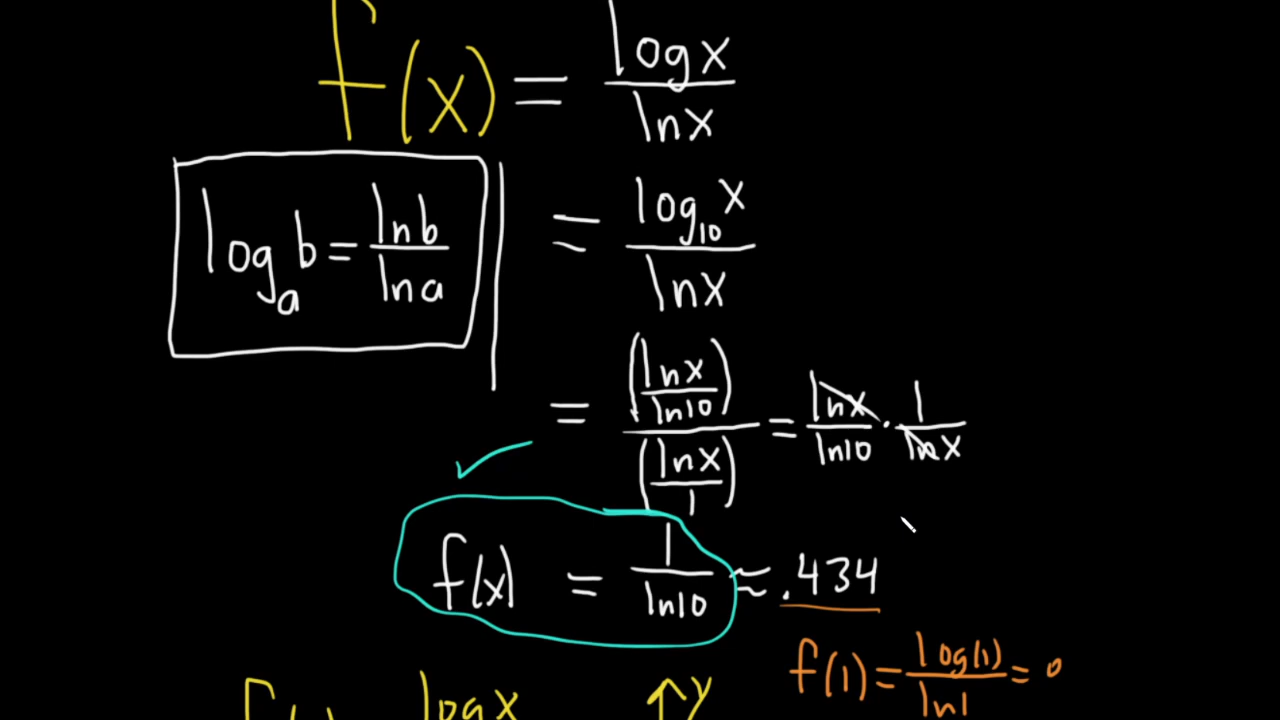 f(x) = log x / ln x
log_a b = ln b / ln a
= log_10 x / ln x
= (ln x / ln 10) / (ln x / 1) = ln x / ln 10 · 1 / ln x
f(x) = 1 / ln 10 ≈ .434
f(1) = log(1) / ln 1 = 0
log x ↑ y